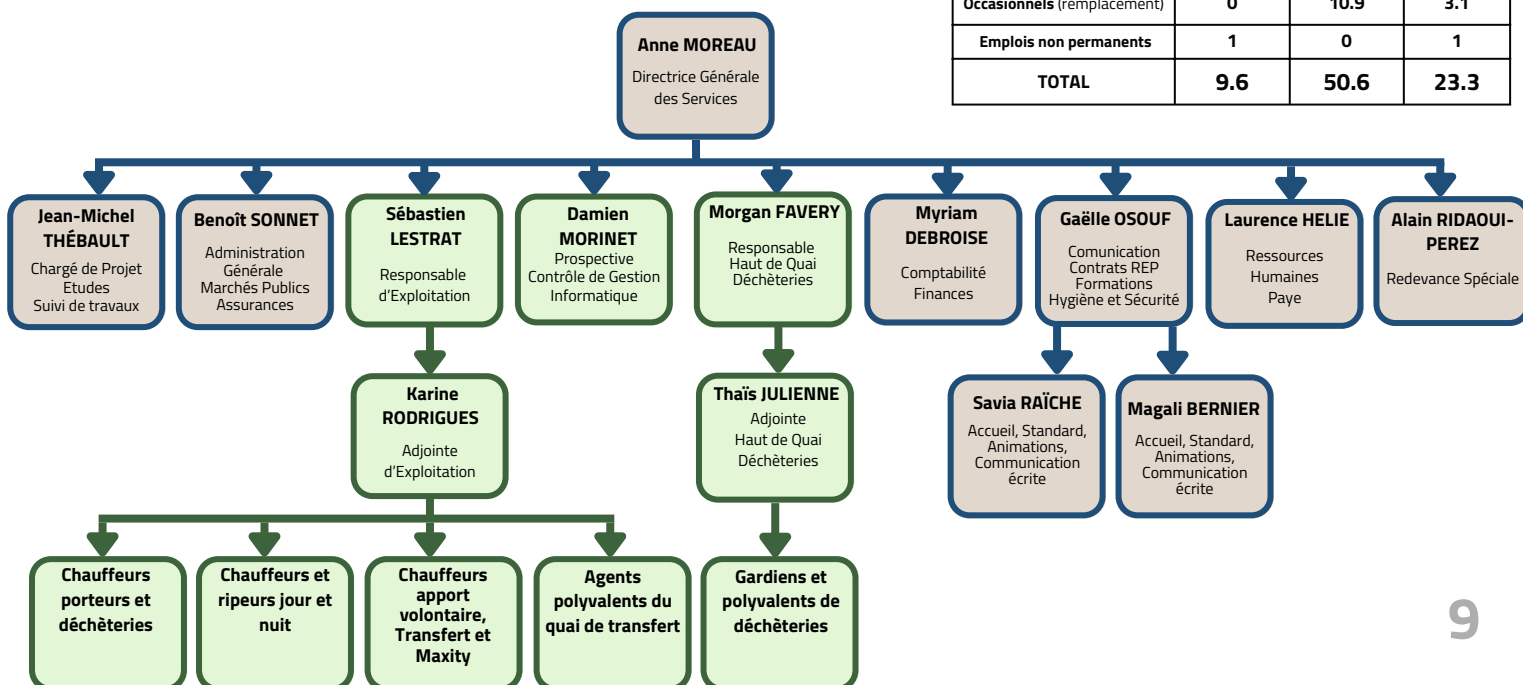 Occasionnels (remplacement) 0 10.9 3.1
Emplois non permanents 1 0 1
TOTAL 9.6 50.6 23.3
Anne MOREAU
Directrice Générale
des Services
Jean-Michel
THÉBAULT
Chargé de Projet
Etudes
Suivi de travaux
Benoît SONNET
Administration
Générale
Marchés Publics
Assurances
Sébastien
LESTRAT
Responsable
d'Exploitation
Damien
MORINET
Prospective
Contrôle de Gestion
Informatique
Morgan FAVERY
Responsable
Haut de Quai
Déchèteries
Myriam
DEBROISE
Comptabilité
Finances
Gaëlle OSOUF
Comunication
Contrats REP
Formations
Hygiène et Sécurité
Laurence HELIE
Ressources
Humaines
Paye
Alain RIDAOUI-
PEREZ
Redevance Spéciale
Karine
RODRIGUES
Adjointe
d'Exploitation
Thaïs JULIENNE
Adjointe
Haut de Quai
Déchèteries
Savia RAÏCHE
Accueil, Standard,
Animations,
Communication
écrite
Magali BERNIER
Accueil, Standard,
Animations,
Communication
écrite
Chauffeurs
porteurs et
déchèteries
Chauffeurs et
ripeurs jour et
nuit
Chauffeurs
apport
volontaire,
Transfert et
Maxity
Agents
polyvalents du
quai de transfert
Gardiens et
polyvalents de
déchèteries
9